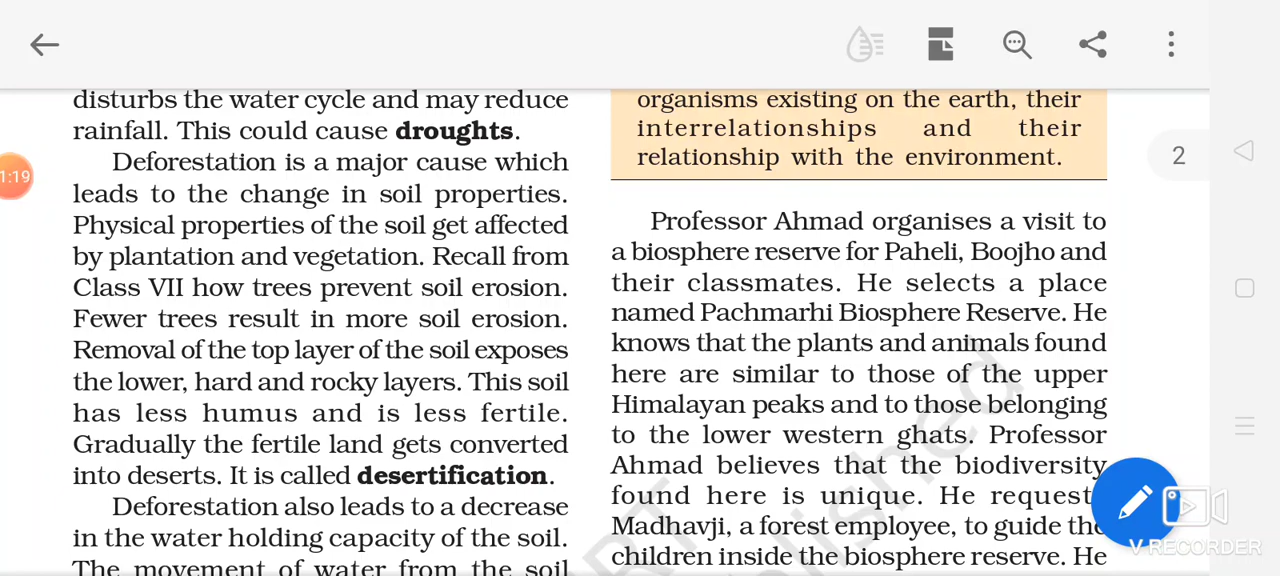 disturbs the water cycle and may reduce
rainfall. This could cause droughts.
Deforestation is a major cause which
leads to the change in soil properties.
Physical properties of the soil get affected
by plantation and vegetation. Recall from
Class VII how trees prevent soil erosion.
Fewer trees result in more soil erosion.
Removal of the top layer of the soil exposes
the lower, hard and rocky layers. This soil
has less humus and is less fertile.
Gradually the fertile land gets converted
into deserts. It is called desertification.
Deforestation also leads to a decrease
in the water holding capacity of the soil.
The movement of water from the soil
organisms existing on the earth, their
interrelationships and their
relationship with the environment.
Professor Ahmad organises a visit to
a biosphere reserve for Paheli, Boojho and
their classmates. He selects a place
named Pachmarhi Biosphere Reserve. He
knows that the plants and animals found
here are similar to those of the upper
Himalayan peaks and to those belonging
to the lower western ghats. Professor
Ahmad believes that the biodiversity
found here is unique. He request
Madhavji, a forest employee, to guide the
children inside the biosphere reserve. He
2
1:19
V RECORDER